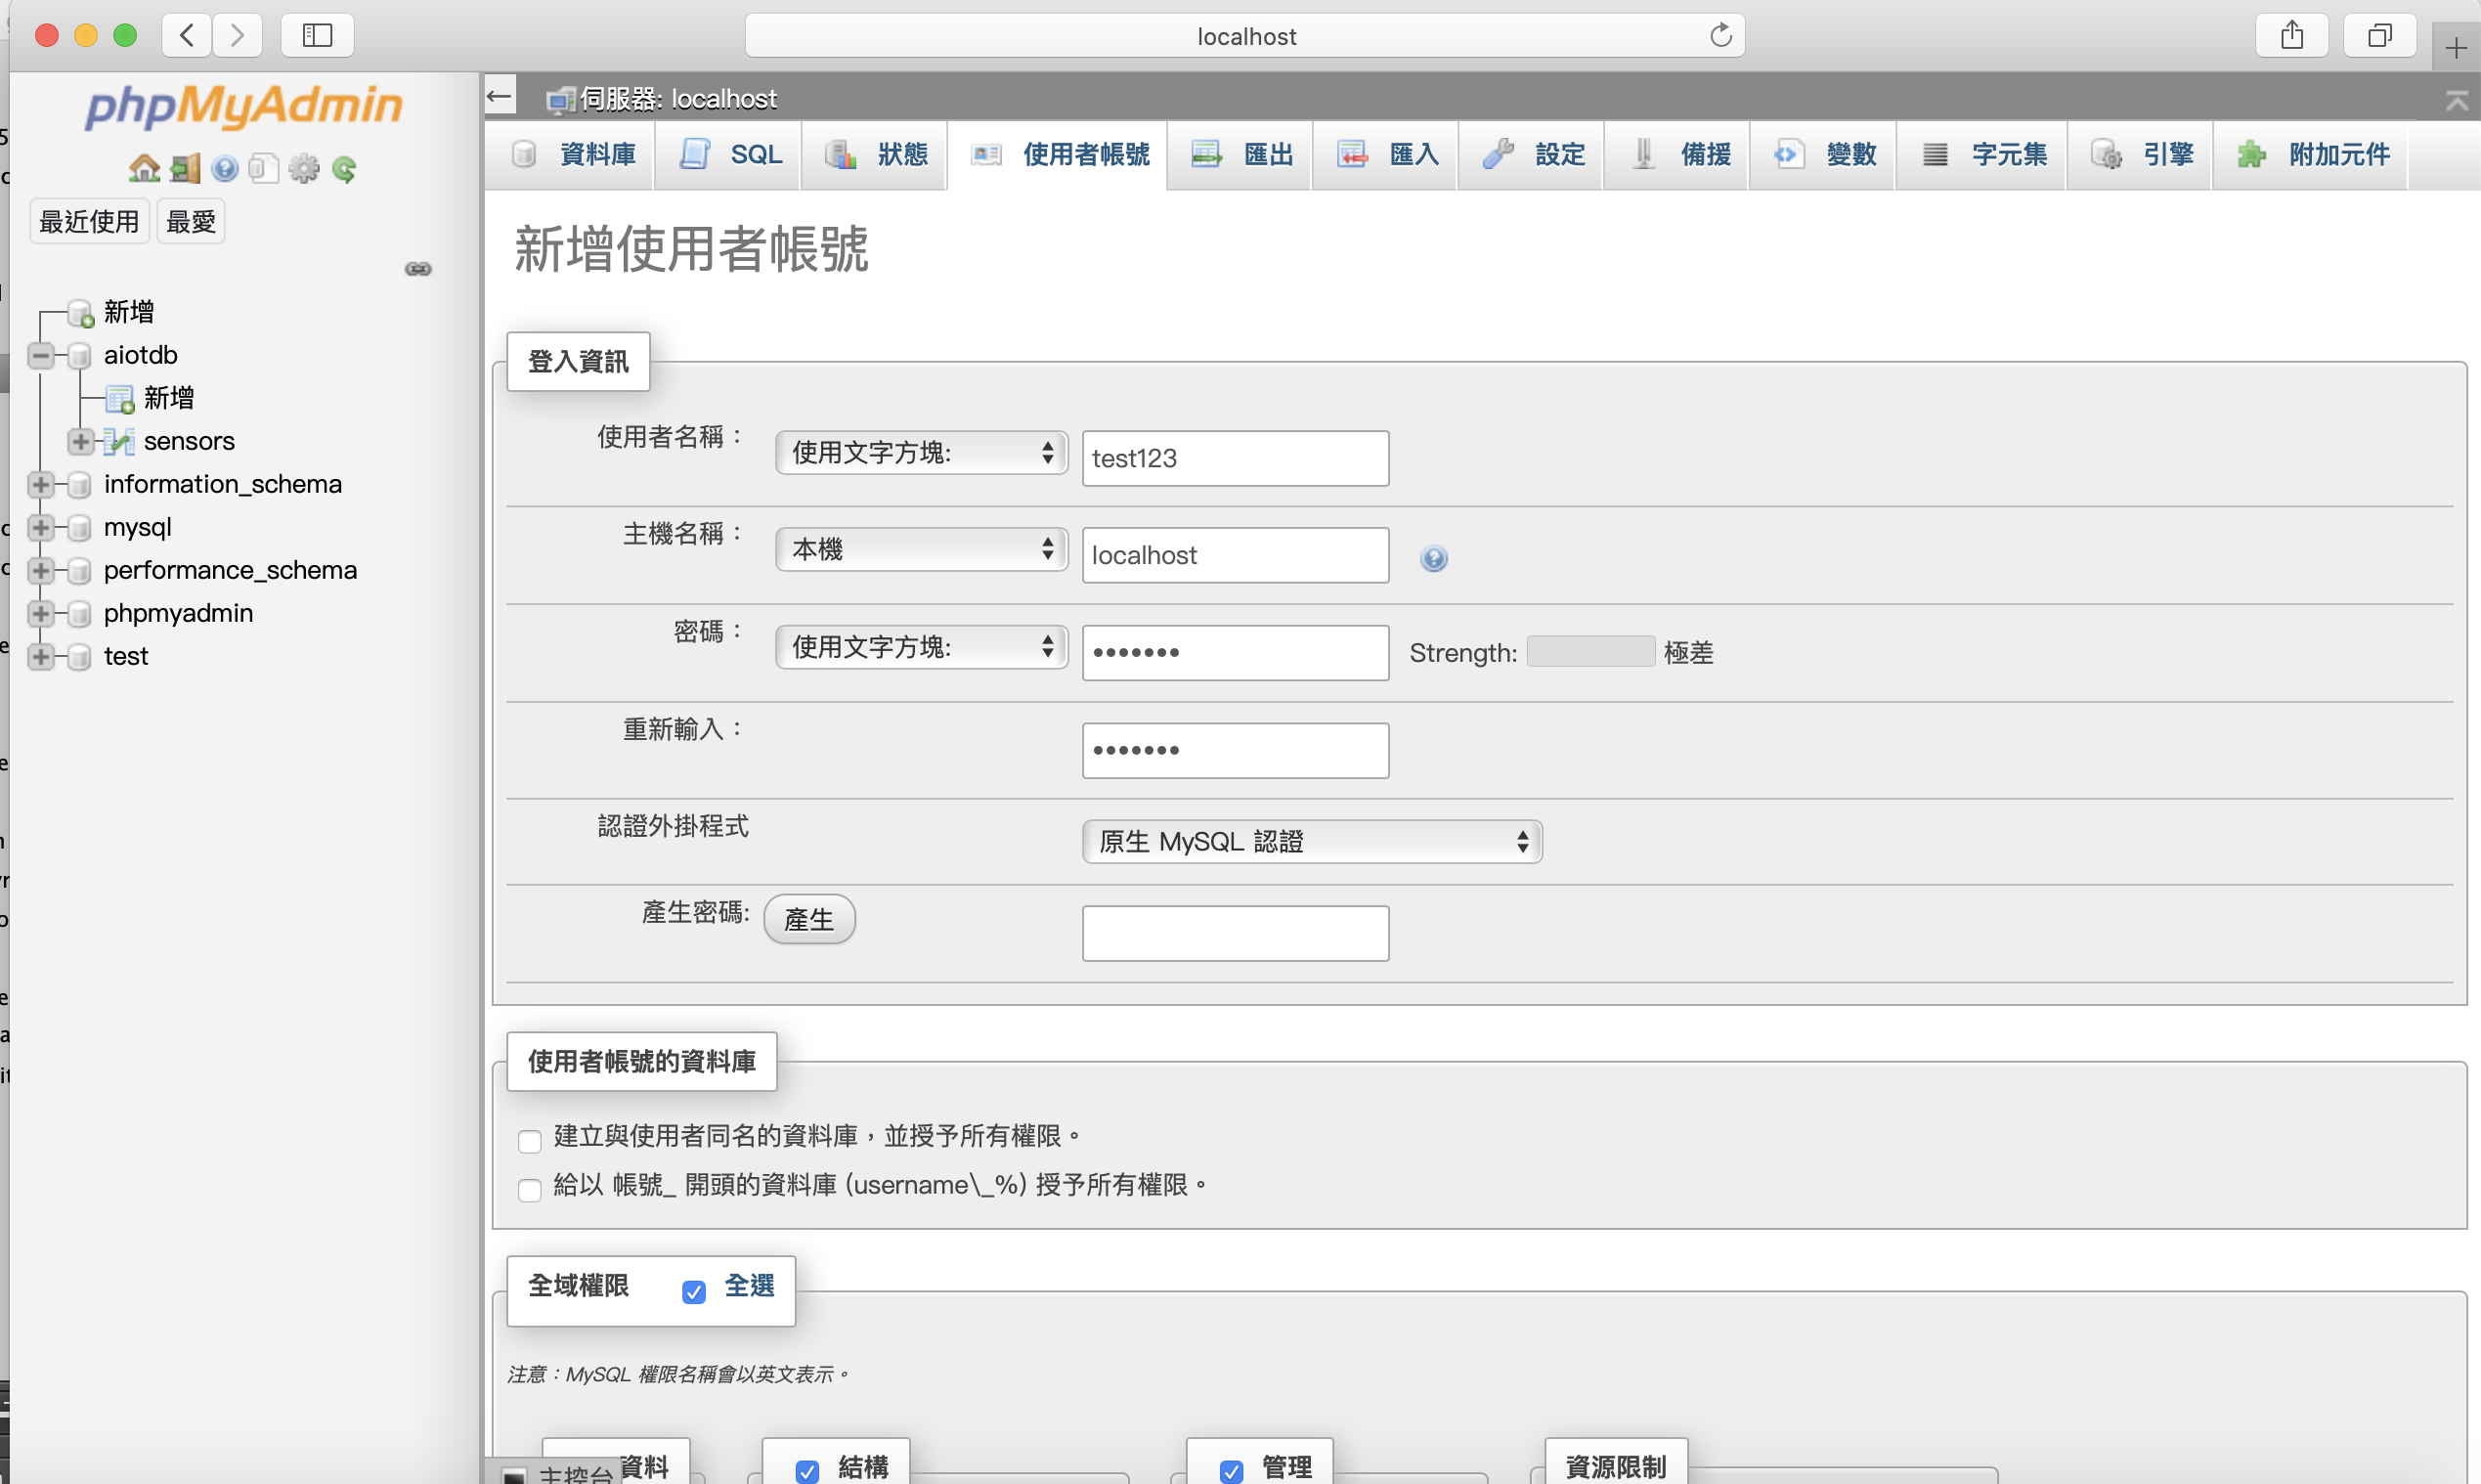 localhost
phpMyAdmin
最近使用 最愛
新增
aiotdb
新增
sensors
information_schema
mysql
performance_schema
phpmyadmin
test
伺服器: localhost
資料庫 SQL 狀態 使用者帳號 匯出 匯入 設定 備援 變數 字元集 引擎 附加元件
新增使用者帳號
登入資訊
使用者名稱： 使用文字方塊: test123
主機名稱： 本機 localhost
密碼： 使用文字方塊: ••••••• Strength: 極差
重新輸入： •••••••
認證外掛程式 原生 MySQL 認證
產生密碼: 產生
使用者帳號的資料庫
建立與使用者同名的資料庫，並授予所有權限。
給以 帳號_ 開頭的資料庫 (username\_%) 授予所有權限。
全域權限 全選
注意：MySQL 權限名稱會以英文表示。
資料 結構 管理 資源限制
主控台